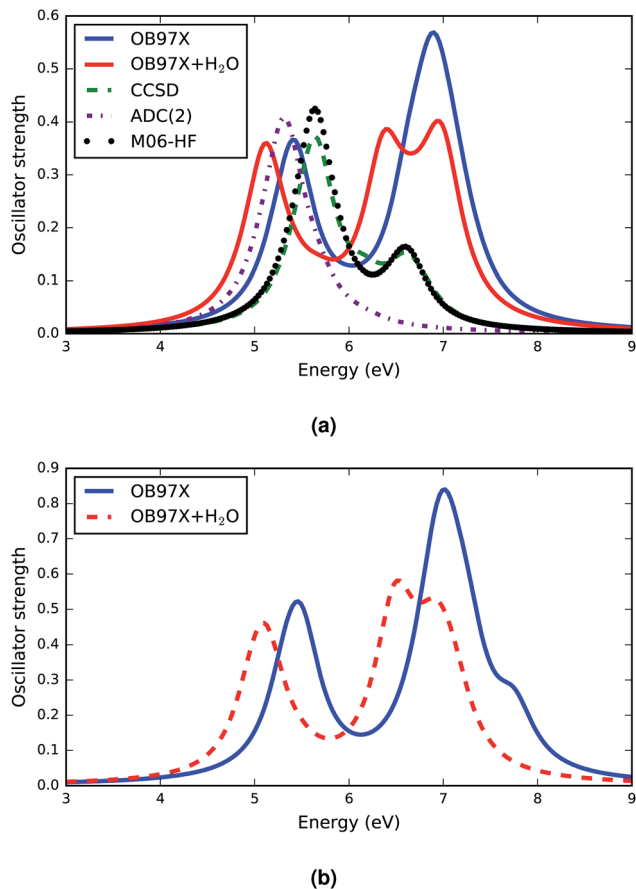 0.6
0.5
0.4
0.3
0.2
0.1
0.0
Oscillator strength
OB97X
OB97X+H₂O
CCSD
ADC(2)
M06-HF
3 4 5 6 7 8 9
Energy (eV)
(a)
0.9
0.8
0.7
0.6
0.5
0.4
0.3
0.2
0.1
0.0
Oscillator strength
OB97X
OB97X+H₂O
3 4 5 6 7 8 9
Energy (eV)
(b)